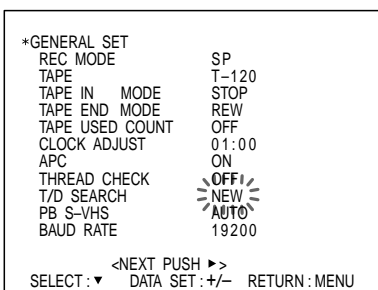 *GENERAL SET
REC MODE SP
TAPE T–120
TAPE IN MODE STOP
TAPE END MODE REW
TAPE USED COUNT OFF
CLOCK ADJUST 01:00
APC ON
THREAD CHECK OFF
T/D SEARCH NEW
PB S–VHS AUTO
BAUD RATE 19200
<NEXT PUSH ►>
SELECT:▼ DATA SET:+/– RETURN:MENU